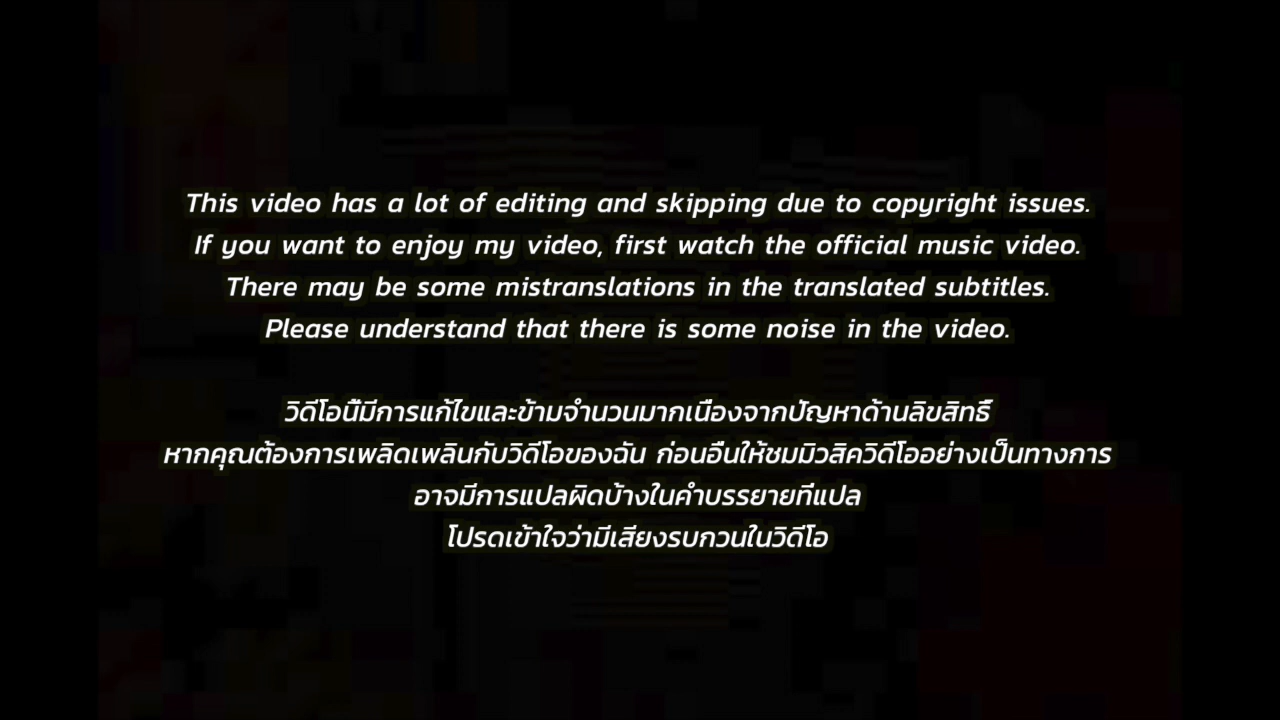 This video has a lot of editing and skipping due to copyright issues.
If you want to enjoy my video, first watch the official music video.
There may be some mistranslations in the translated subtitles.
Please understand that there is some noise in the video.
วิดีโอนี้มีการแก้ไขและข้ามจำนวนมากเนื่องจากปัญหาด้านลิขสิทธิ์
หากคุณต้องการเพลิดเพลินกับวิดีโอของฉัน ก่อนอื่นให้ชมมิวสิควิดีโออย่างเป็นทางการ
อาจมีการแปลผิดบ้างในคำบรรยายที่แปล
โปรดเข้าใจว่ามีเสียงรบกวนในวิดีโอ